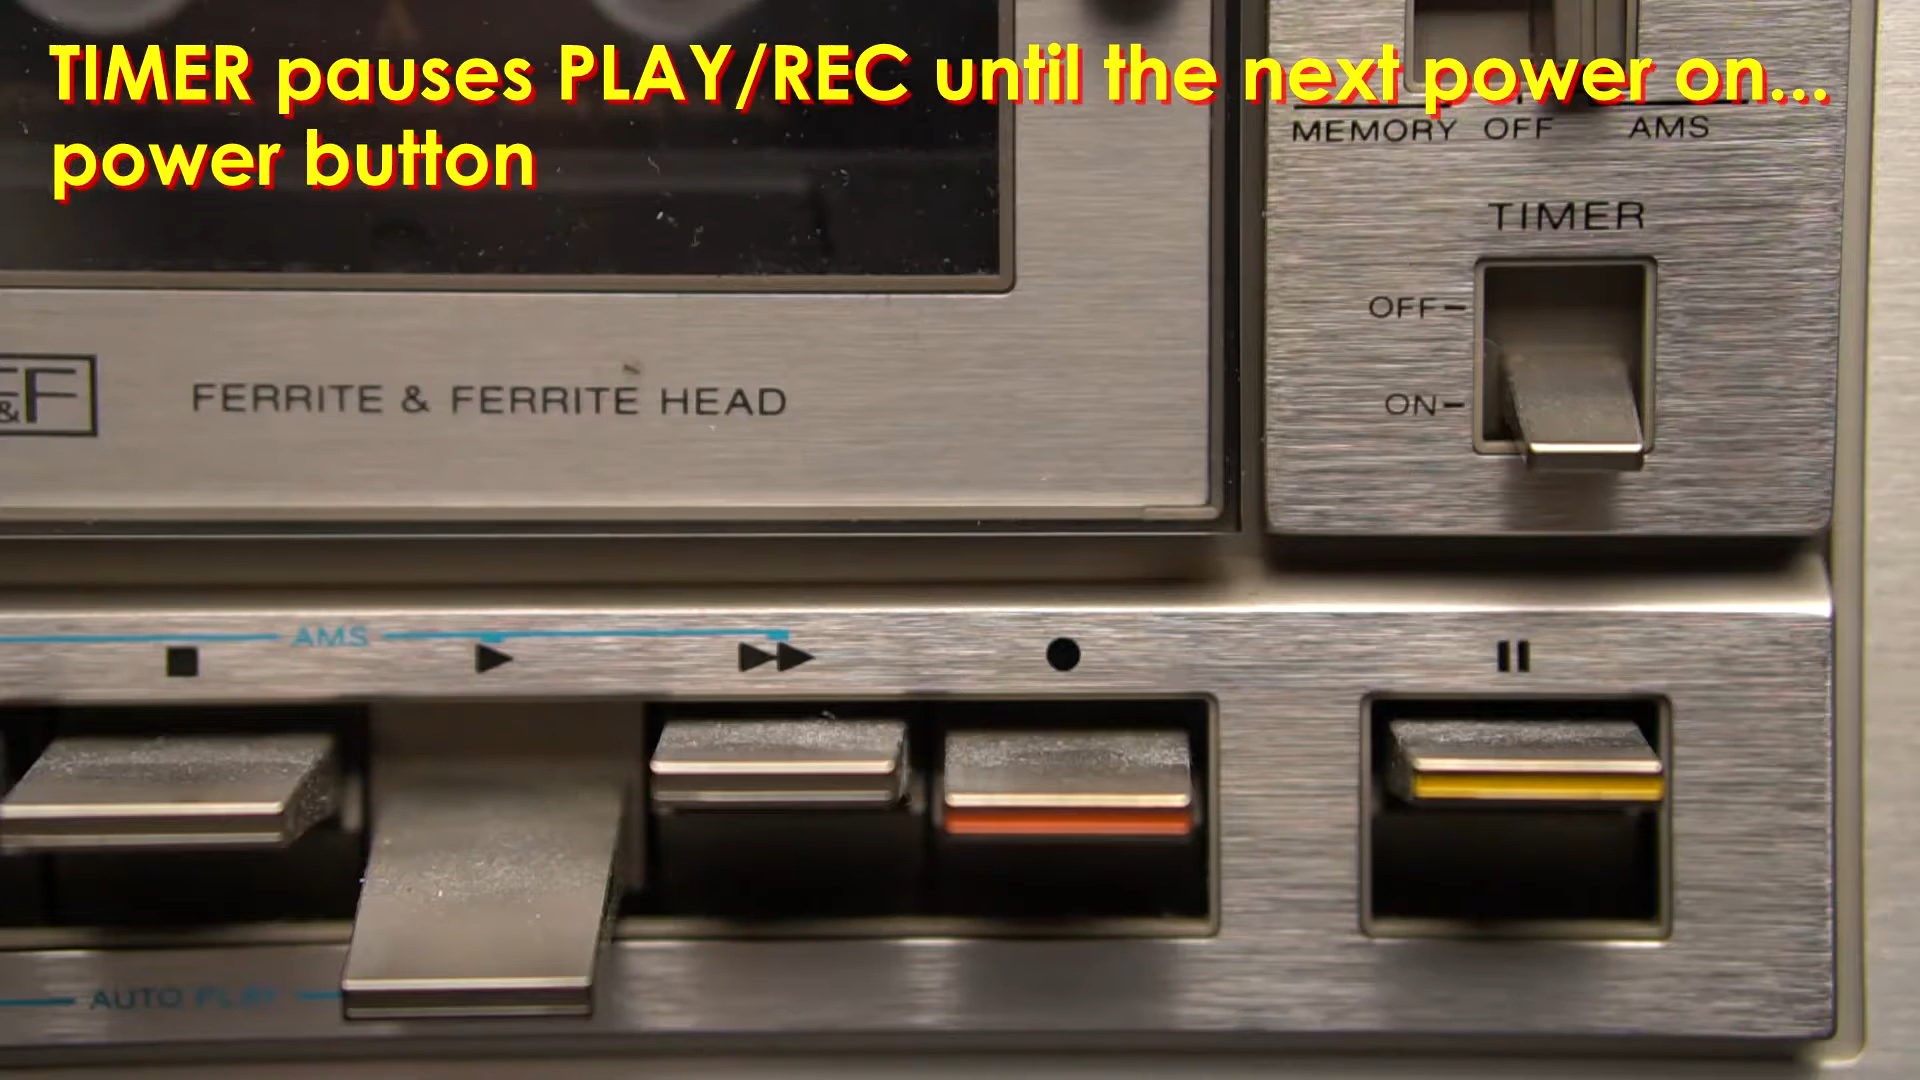 TIMER pauses PLAY/REC until the next power on...
power button
MEMORY OFF AMS
TIMER
OFF
ON
&F
FERRITE & FERRITE HEAD
AMS
AUTO PLAY